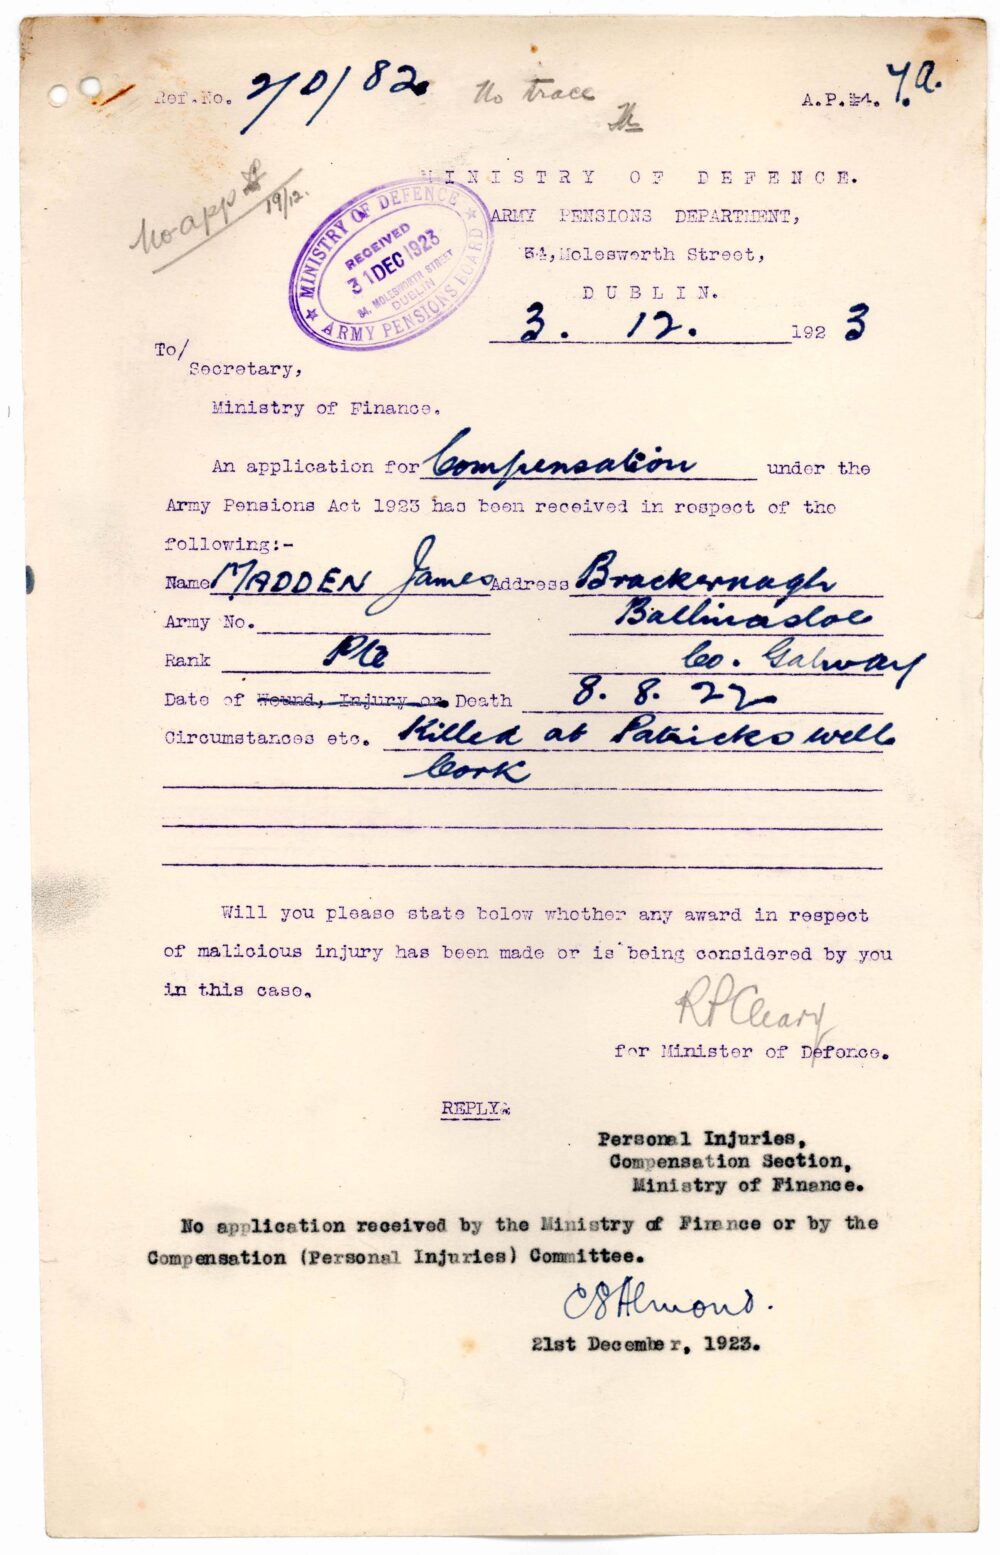 Ref.No. 2/D/82 No trace A.P. 7.a.
No app 19/12.
MINISTRY OF DEFENCE.
ARMY PENSIONS DEPARTMENT,
34, Molesworth Street,
DUBLIN.
MINISTRY OF DEFENCE
RECEIVED
31 DEC 1923
84, MOLESWORTH STREET
DUBLIN
ARMY PENSIONS BOARD
3. 12. 1923
To/
Secretary,
Ministry of Finance.
An application for Compensation under the
Army Pensions Act 1923 has been received in respect of the
following:-
Name MADDEN James Address Brackernagh
Army No. Ballinasloe
Rank Pte Co. Galway
Date of Wound, Injury or Death 8. 8. 22
Circumstances etc. Killed at Patricks well
Cork
Will you please state below whether any award in respect
of malicious injury has been made or is being considered by you
in this case.
RPCleary
for Minister of Defence.
REPLY.
Personal Injuries,
Compensation Section,
Ministry of Finance.
No application received by the Ministry of Finance or by the
Compensation (Personal Injuries) Committee.
CSAlmond.
21st December, 1923.